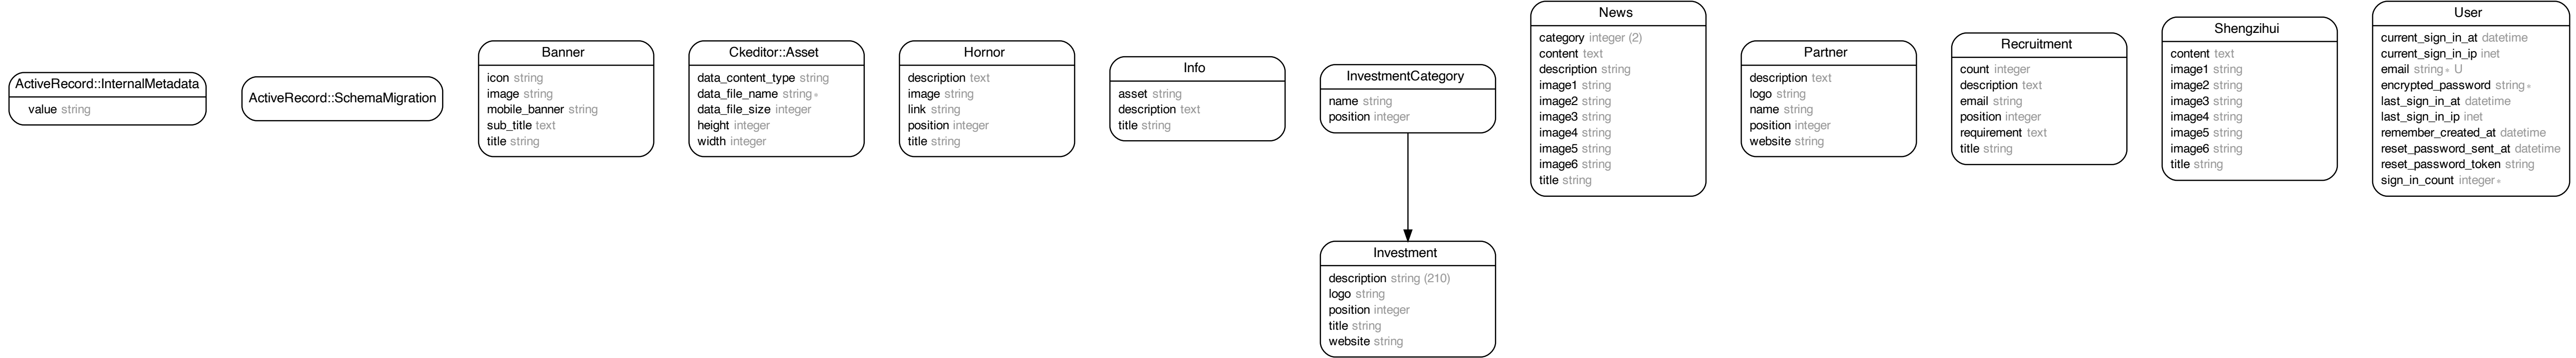 ActiveRecord::InternalMetadata
value string
ActiveRecord::SchemaMigration
Banner
icon string
image string
mobile_banner string
sub_title text
title string
Ckeditor::Asset
data_content_type string
data_file_name string ∗
data_file_size integer
height integer
width integer
Hornor
description text
image string
link string
position integer
title string
Info
asset string
description text
title string
InvestmentCategory
name string
position integer
Investment
description string (210)
logo string
position integer
title string
website string
News
category integer (2)
content text
description string
image1 string
image2 string
image3 string
image4 string
image5 string
image6 string
title string
Partner
description text
logo string
name string
position integer
website string
Recruitment
count integer
description text
email string
position integer
requirement text
title string
Shengzihui
content text
image1 string
image2 string
image3 string
image4 string
image5 string
image6 string
title string
User
current_sign_in_at datetime
current_sign_in_ip inet
email string ∗ U
encrypted_password string ∗
last_sign_in_at datetime
last_sign_in_ip inet
remember_created_at datetime
reset_password_sent_at datetime
reset_password_token string
sign_in_count integer ∗